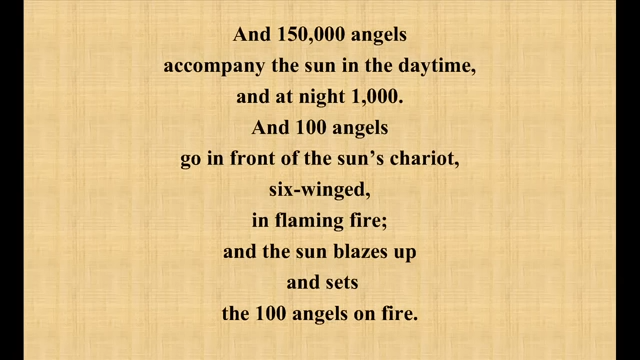 And 150,000 angels
accompany the sun in the daytime,
and at night 1,000.
And 100 angels
go in front of the sun’s chariot,
six-winged,
in flaming fire;
and the sun blazes up
and sets
the 100 angels on fire.